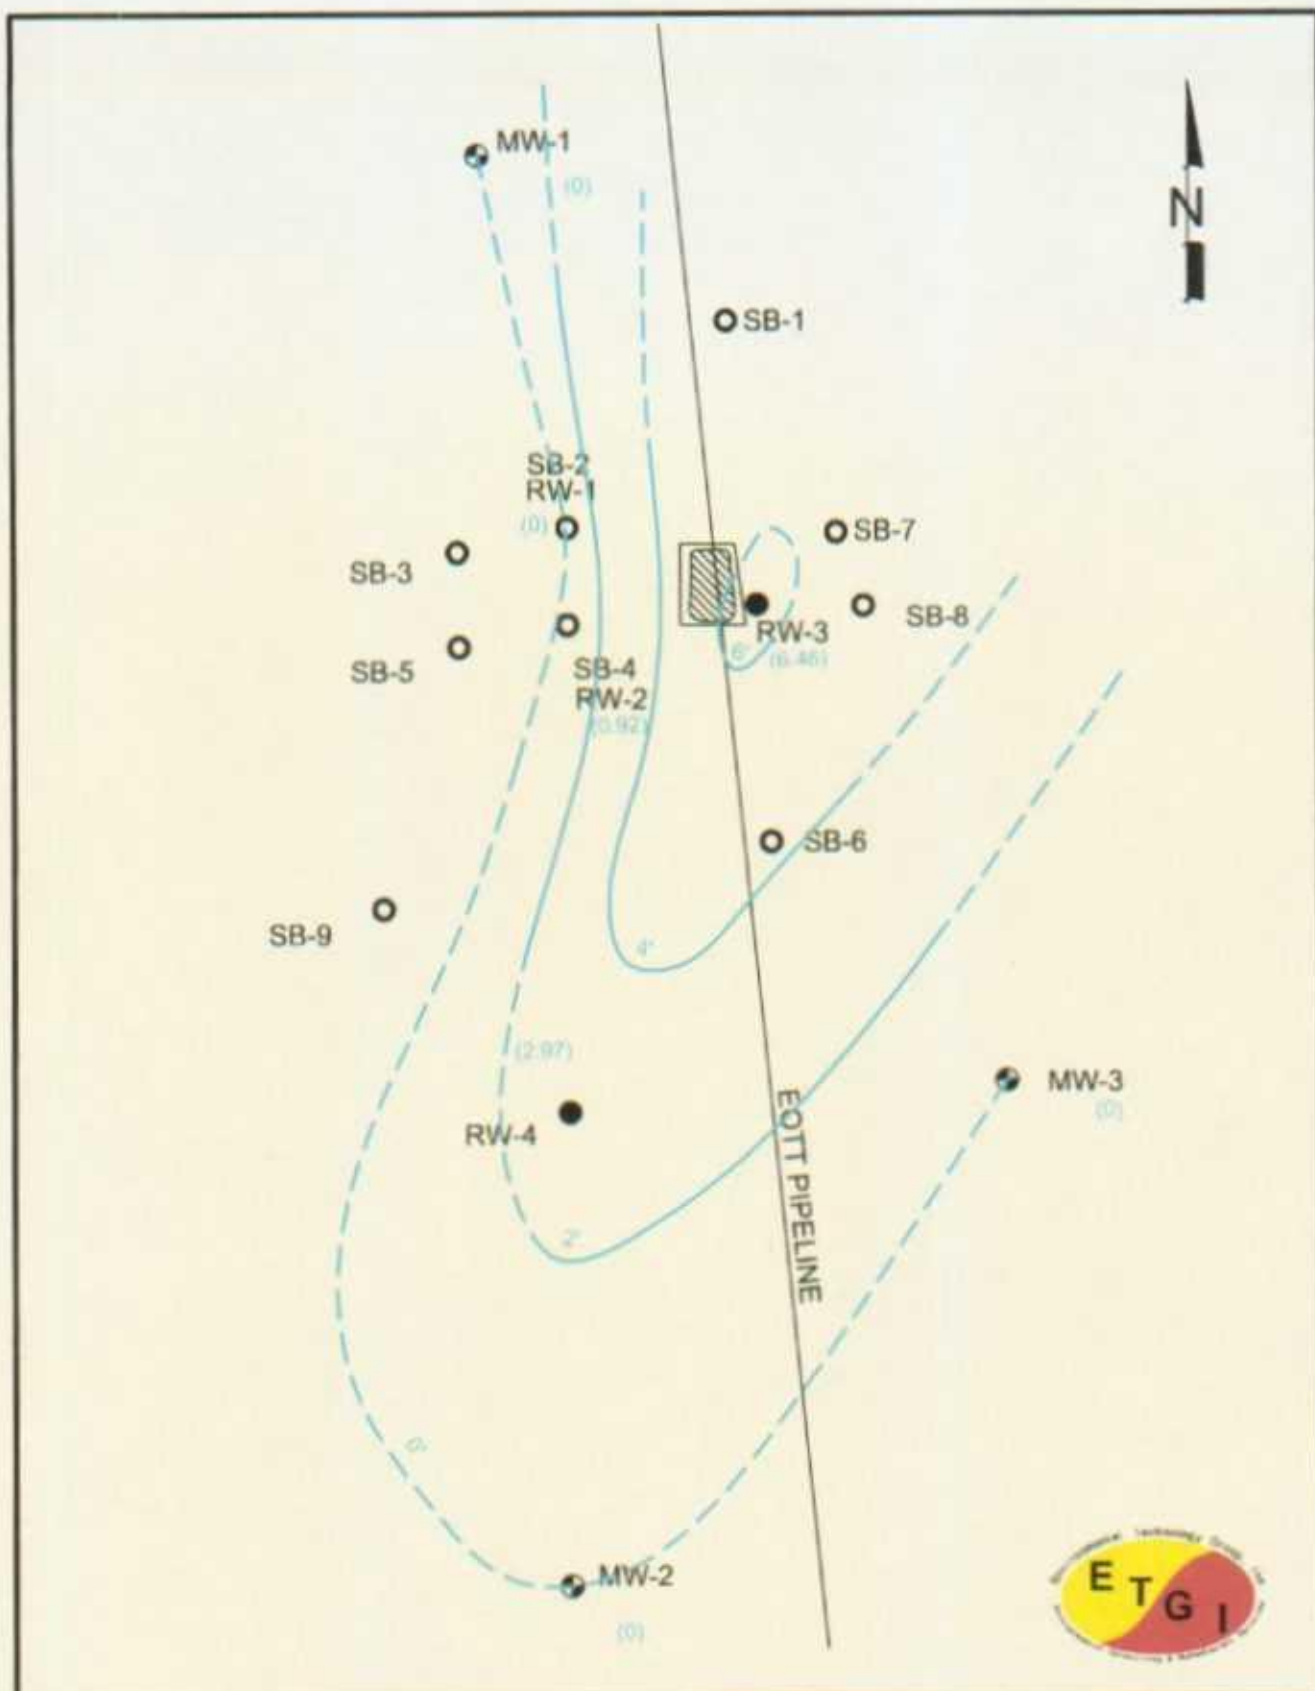 MW-1
(0)
N
SB-1
SB-2
RW-1
(0)
SB-7
SB-3
SB-8
RW-3
6'
(6.46)
SB-5
SB-4
RW-2
(0.92)
SB-6
SB-9
4'
(2.97)
MW-3
(0)
RW-4
EOTT PIPELINE
2'
0'
MW-2
(0)
E T G I